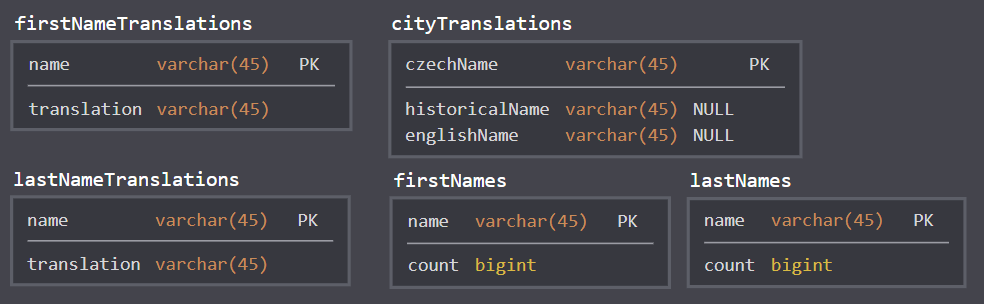 firstNameTranslations
name varchar(45) PK
translation varchar(45)
cityTranslations
czechName varchar(45) PK
historicalName varchar(45) NULL
englishName varchar(45) NULL
lastNameTranslations
name varchar(45) PK
translation varchar(45)
firstNames
name varchar(45) PK
count bigint
lastNames
name varchar(45) PK
count bigint